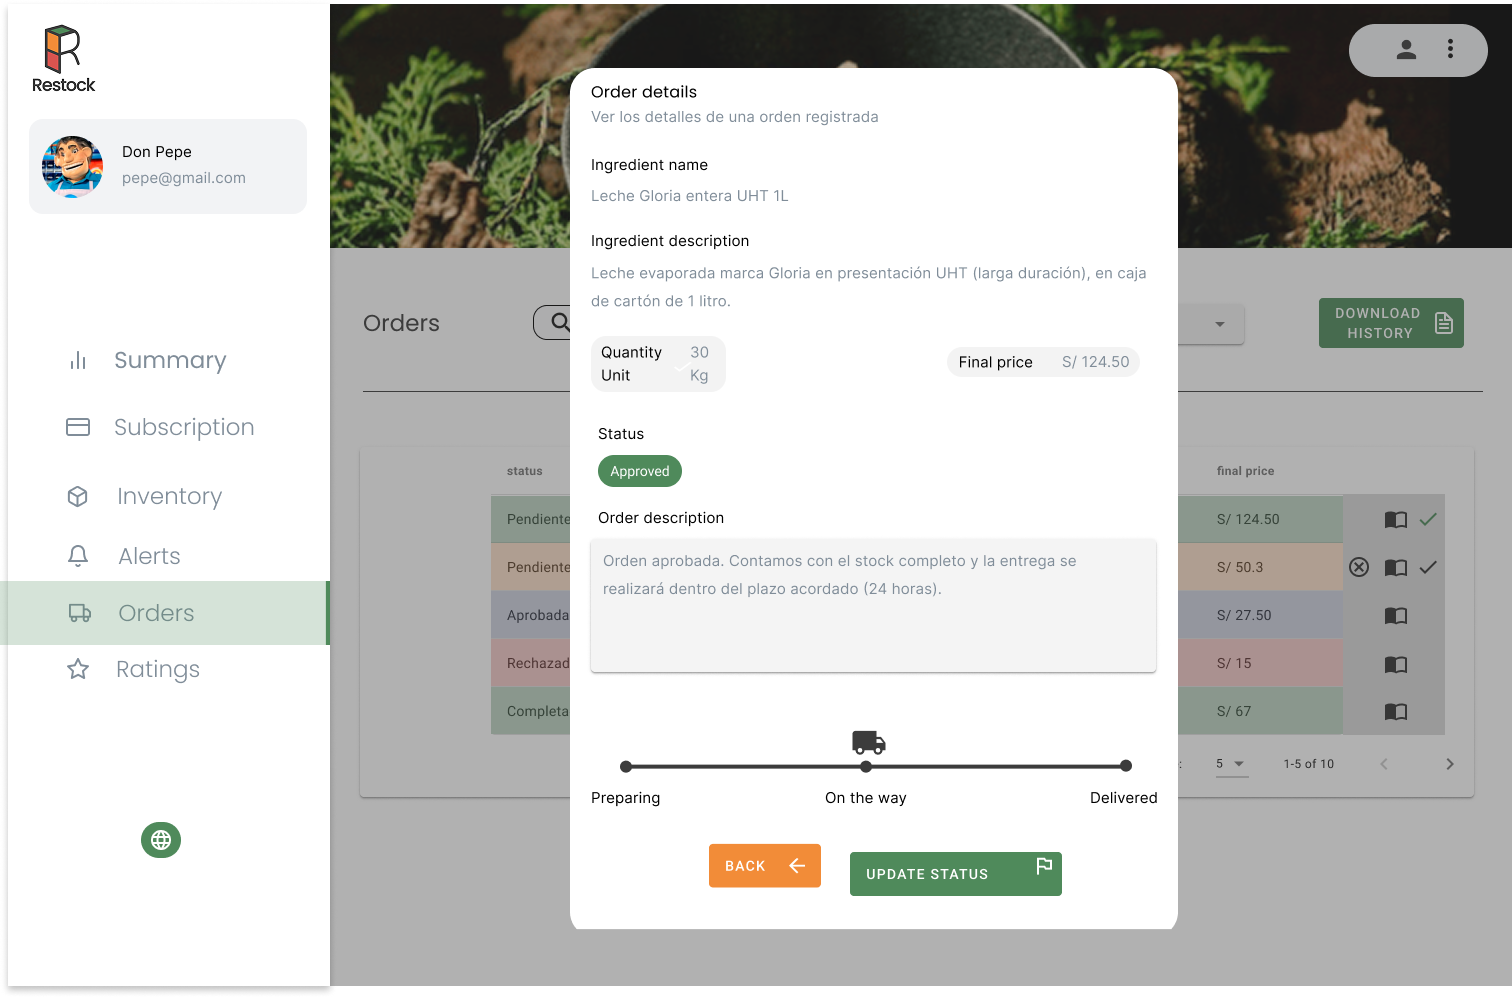 Restock
Don Pepe
pepe@gmail.com
Summary
Subscription
Inventory
Alerts
Orders
Ratings
Orders
DOWNLOAD
HISTORY
status
final price
Pendiente
S/ 124.50
Pendiente
S/ 50.3
Aprobada
S/ 27.50
Rechazad
S/ 15
Completa
S/ 67
: 5
1-5 of 10
Order details
Ver los detalles de una orden registrada
Ingredient name
Leche Gloria entera UHT 1L
Ingredient description
Leche evaporada marca Gloria en presentación UHT (larga duración), en caja
de cartón de 1 litro.
Quantity 30
Unit Kg
Final price S/ 124.50
Status
Approved
Order description
Orden aprobada. Contamos con el stock completo y la entrega se
realizará dentro del plazo acordado (24 horas).
Preparing
On the way
Delivered
BACK
UPDATE STATUS